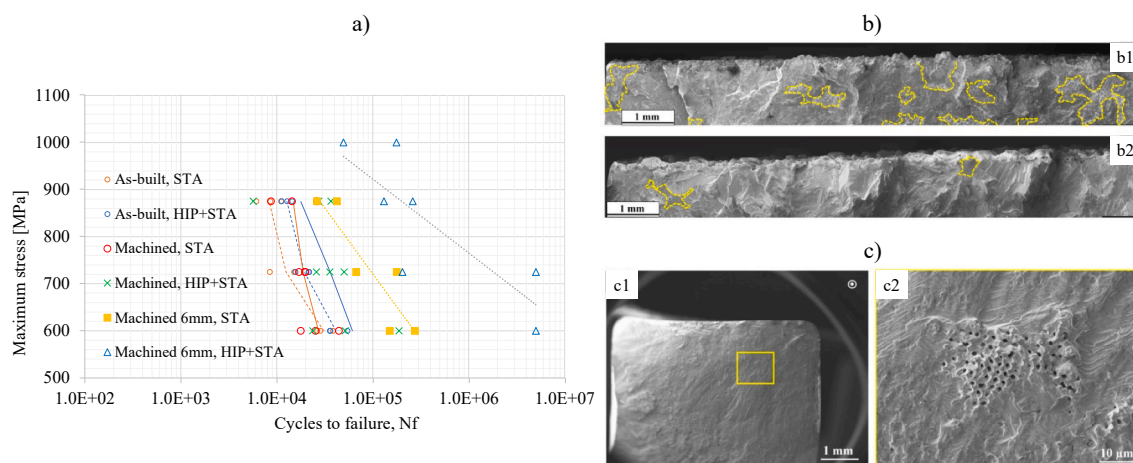 a)
1100
1000
900
800
700
600
500
Maximum stress [MPa]
1.0E+02
1.0E+03
1.0E+04
1.0E+05
1.0E+06
1.0E+07
Cycles to failure, Nf
As-built, STA
As-built, HIP+STA
Machined, STA
Machined, HIP+STA
Machined 6mm, STA
Machined 6mm, HIP+STA
b)
b1
1 mm
b2
1 mm
c)
c1
1 mm
c2
10 µm